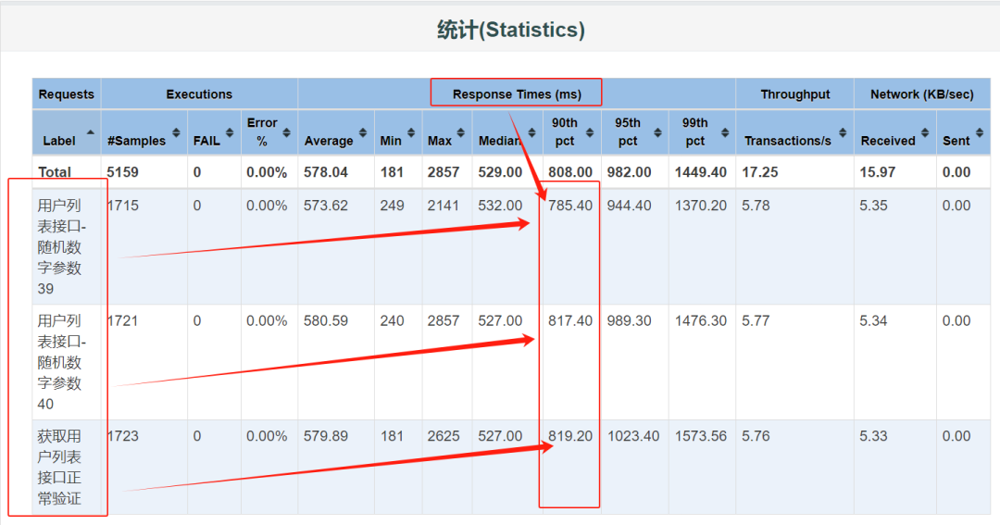 统计(Statistics)
Requests Executions Response Times (ms) Throughput Network (KB/sec)
Label #Samples FAIL Error % Average Min Max Median 90th pct 95th pct 99th pct Transactions/s Received Sent
Total 5159 0 0.00% 578.04 181 2857 529.00 808.00 982.00 1449.40 17.25 15.97 0.00
用户列 1715 0 0.00% 573.62 249 2141 532.00 785.40 944.40 1370.20 5.78 5.35 0.00
表接口-
随机数
字参数
39
用户列 1721 0 0.00% 580.59 240 2857 527.00 817.40 989.30 1476.30 5.77 5.34 0.00
表接口-
随机数
字参数
40
获取用 1723 0 0.00% 579.89 181 2625 527.00 819.20 1023.40 1573.56 5.76 5.33 0.00
户列表
接口正
常验证